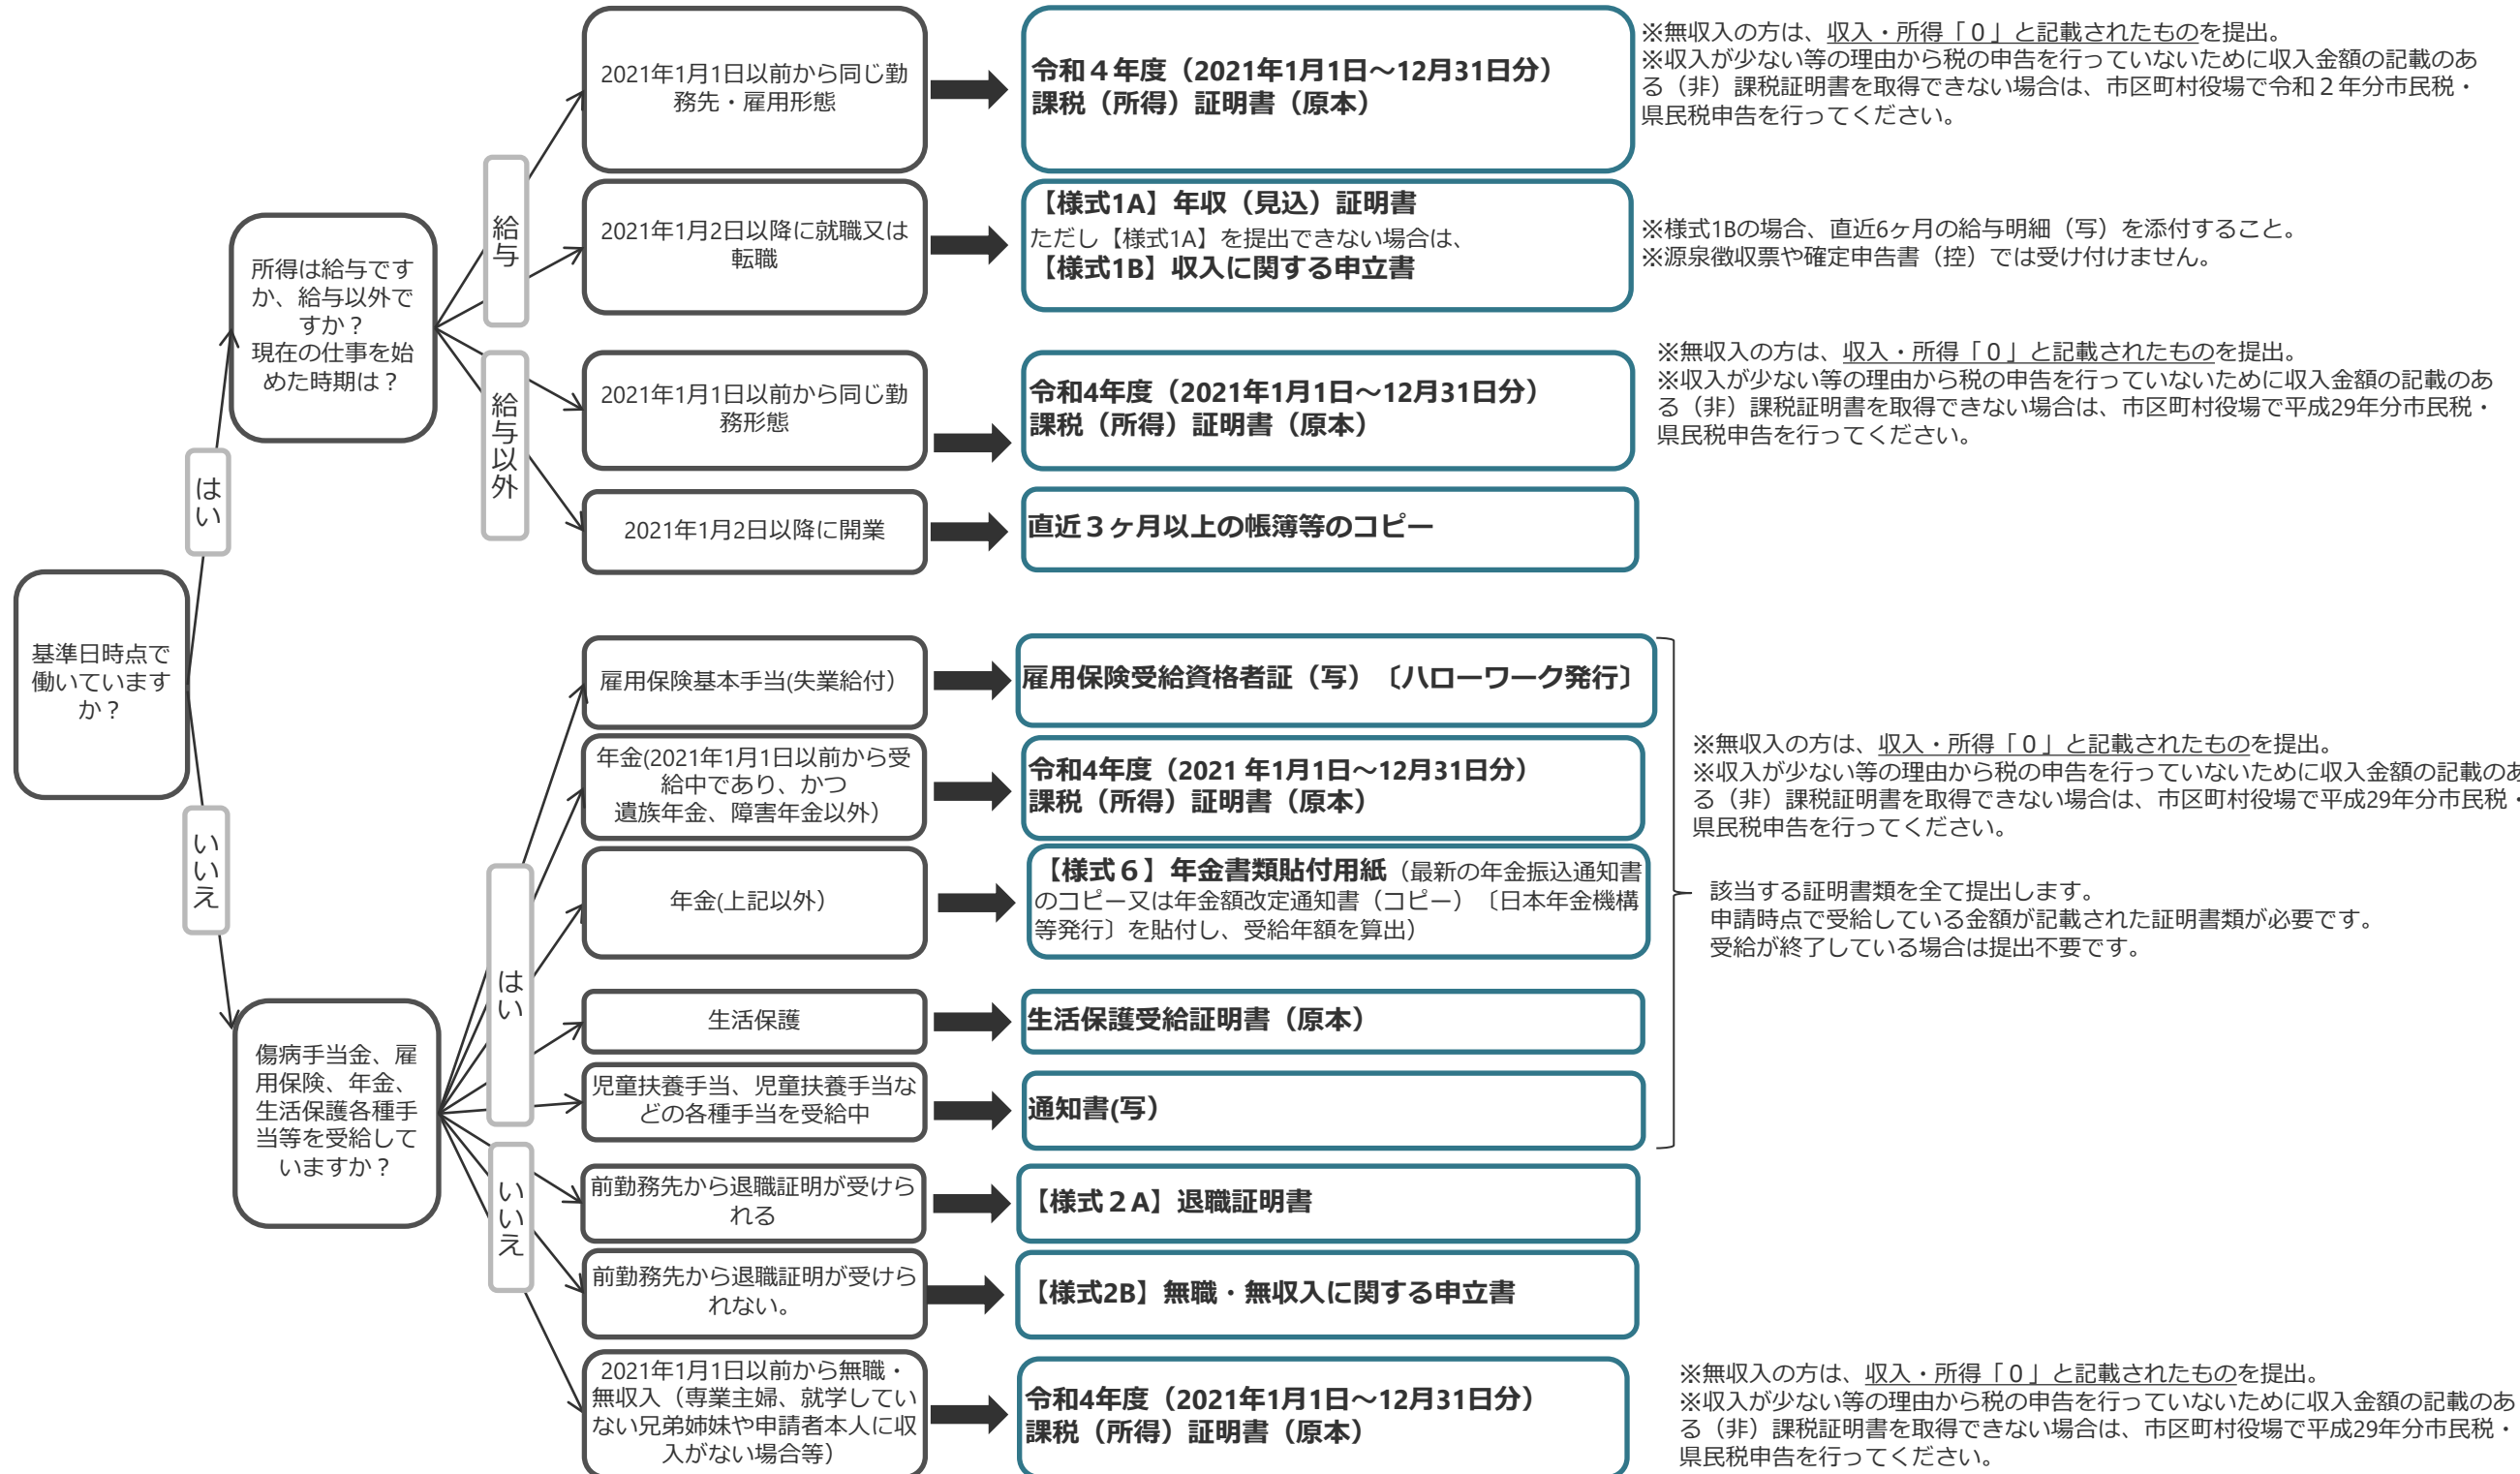 基準日時点で
働いています
か？
はい
いいえ
所得は給与です
か、給与以外で
すか？
現在の仕事を始
めた時期は？
給与
給与以外
2021年1月1日以前から同じ勤
務先・雇用形態
令和４年度（2021年1月1日～12月31日分）
課税（所得）証明書（原本）
※無収入の方は、収入・所得「０」と記載されたものを提出。
※収入が少ない等の理由から税の申告を行っていないために収入金額の記載のあ
る（非）課税証明書を取得できない場合は、市区町村役場で令和２年分市民税・
県民税申告を行ってください。
2021年1月2日以降に就職又は
転職
【様式1A】年収（見込）証明書
ただし【様式1A】を提出できない場合は、
【様式1B】収入に関する申立書
※様式1Bの場合、直近6ヶ月の給与明細（写）を添付すること。
※源泉徴収票や確定申告書（控）では受け付けません。
2021年1月1日以前から同じ勤
務形態
令和4年度（2021年1月1日～12月31日分）
課税（所得）証明書（原本）
※無収入の方は、収入・所得「０」と記載されたものを提出。
※収入が少ない等の理由から税の申告を行っていないために収入金額の記載のあ
る（非）課税証明書を取得できない場合は、市区町村役場で平成29年分市民税・
県民税申告を行ってください。
2021年1月2日以降に開業
直近３ヶ月以上の帳簿等のコピー
傷病手当金、雇
用保険、年金、
生活保護各種手
当等を受給して
いますか？
はい
いいえ
雇用保険基本手当(失業給付）
雇用保険受給資格者証（写）〔ハローワーク発行〕
年金(2021年1月1日以前から受
給中であり、かつ
遺族年金、障害年金以外）
令和4年度（2021 年1月1日～12月31日分）
課税（所得）証明書（原本）
※無収入の方は、収入・所得「０」と記載されたものを提出。
※収入が少ない等の理由から税の申告を行っていないために収入金額の記載のあ
る（非）課税証明書を取得できない場合は、市区町村役場で平成29年分市民税・
県民税申告を行ってください。
年金(上記以外）
【様式６】年金書類貼付用紙（最新の年金振込通知書
のコピー又は年金額改定通知書（コピー）〔日本年金機構
等発行〕を貼付し、受給年額を算出）
該当する証明書類を全て提出します。
申請時点で受給している金額が記載された証明書類が必要です。
受給が終了している場合は提出不要です。
生活保護
生活保護受給証明書（原本）
児童扶養手当、児童扶養手当な
どの各種手当を受給中
通知書(写）
前勤務先から退職証明が受けら
れる
【様式２A】退職証明書
前勤務先から退職証明が受けら
れない。
【様式2B】無職・無収入に関する申立書
2021年1月1日以前から無職・
無収入（専業主婦、就学してい
ない兄弟姉妹や申請者本人に収
入がない場合等）
令和4年度（2021年1月1日～12月31日分）
課税（所得）証明書（原本）
※無収入の方は、収入・所得「０」と記載されたものを提出。
※収入が少ない等の理由から税の申告を行っていないために収入金額の記載のあ
る（非）課税証明書を取得できない場合は、市区町村役場で平成29年分市民税・
県民税申告を行ってください。